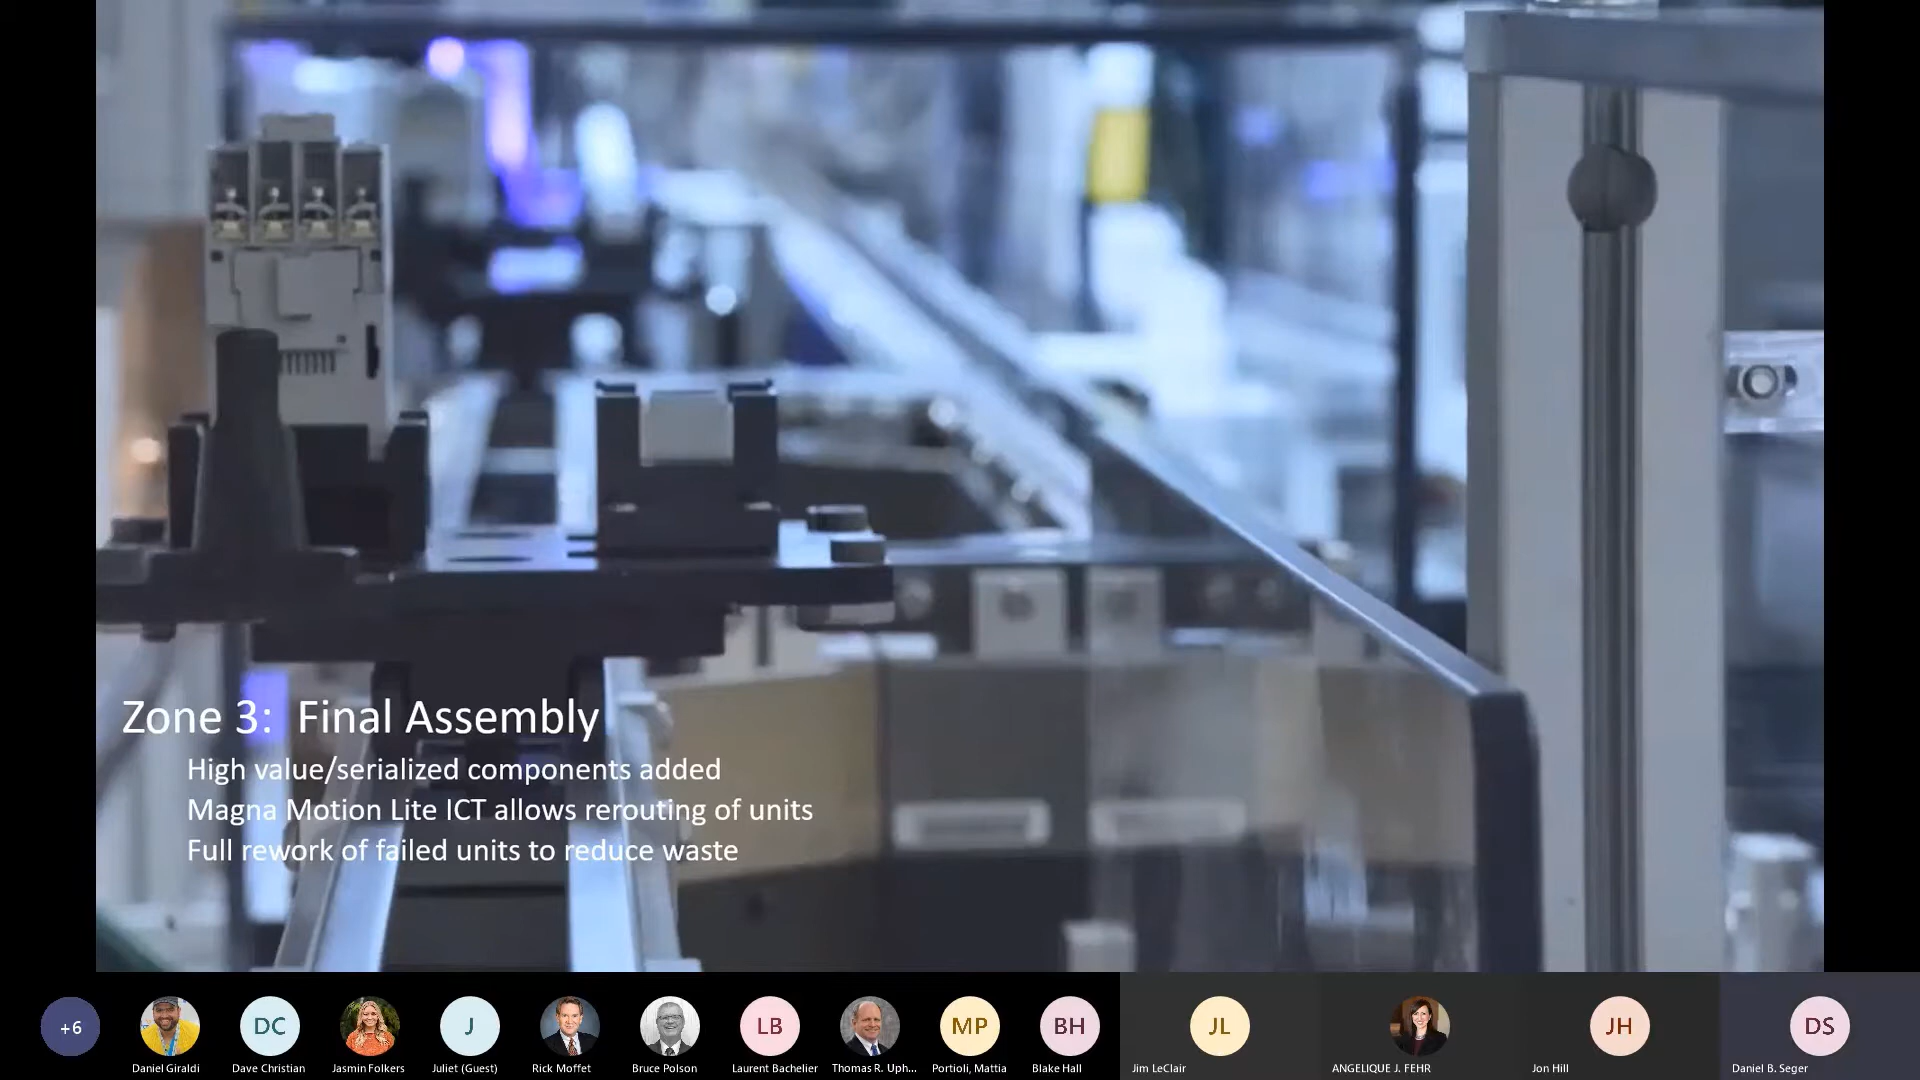 Zone 3:  Final Assembly
High value/serialized components added
Magna Motion Lite ICT allows rerouting of units
Full rework of failed units to reduce waste
+6
DC
J
LB
MP
BH
JL
JH
DS
Daniel Giraldi
Dave Christian
Jasmin Folkers
Juliet (Guest)
Rick Moffet
Bruce Polson
Laurent Bachelier
Thomas R. Uph...
Portioli, Mattia
Blake Hall
Jim LeClair
ANGELIQUE J. FEHR
Jon Hill
Daniel B. Seger